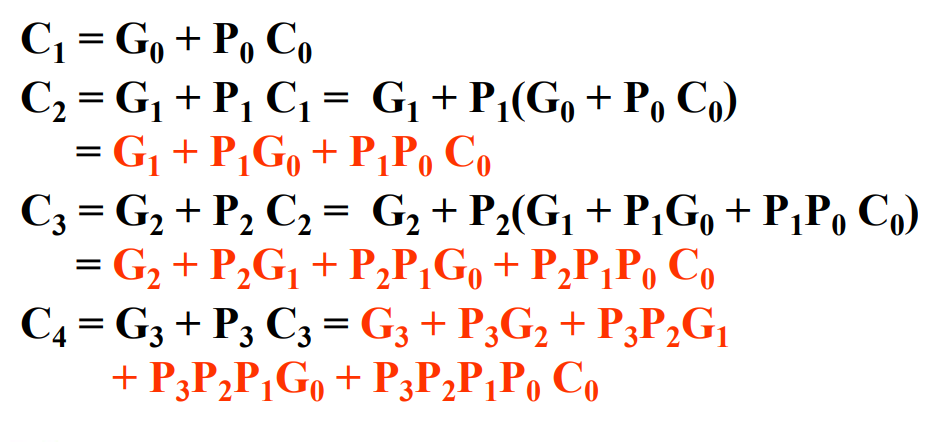 C₁ = G₀ + P₀ C₀
C₂ = G₁ + P₁ C₁ = G₁ + P₁(G₀ + P₀ C₀)
= G₁ + P₁G₀ + P₁P₀ C₀
C₃ = G₂ + P₂ C₂ = G₂ + P₂(G₁ + P₁G₀ + P₁P₀ C₀)
= G₂ + P₂G₁ + P₂P₁G₀ + P₂P₁P₀ C₀
C₄ = G₃ + P₃ C₃ = G₃ + P₃G₂ + P₃P₂G₁
+ P₃P₂P₁G₀ + P₃P₂P₁P₀ C₀